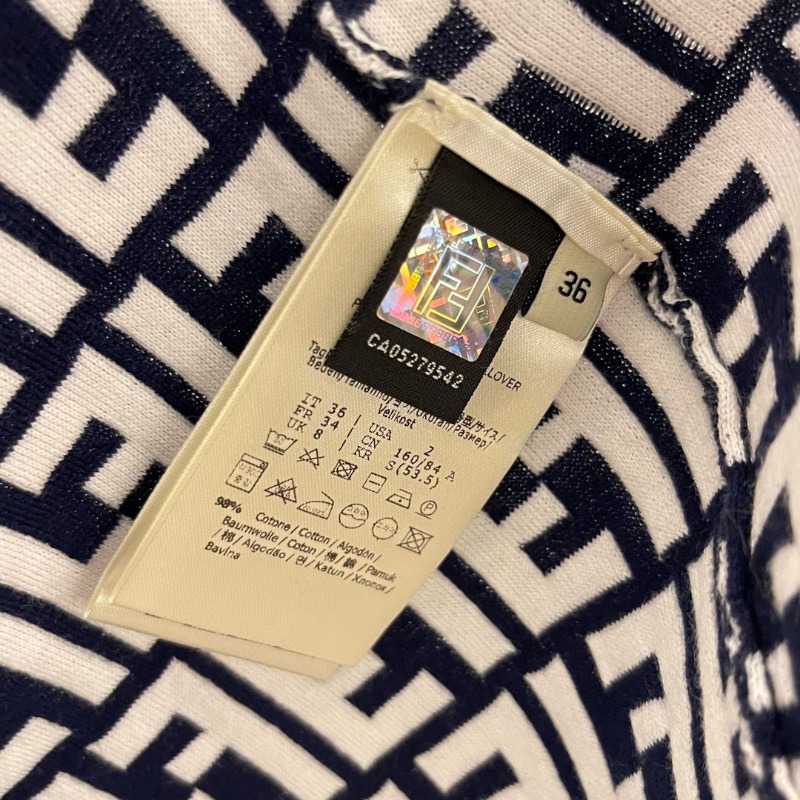 36
CA05279542
LLOVER
Velikost
IT 36 USA 2
FR 34 CN 160/84 A
UK 8 KR S(53.5)
98% Cotone/Cotton/Algodón/
Baumwolle/Coton/棉/綿/Pamuk
/棉/Algodão/면/Katun/Хлопок/
Bavlna